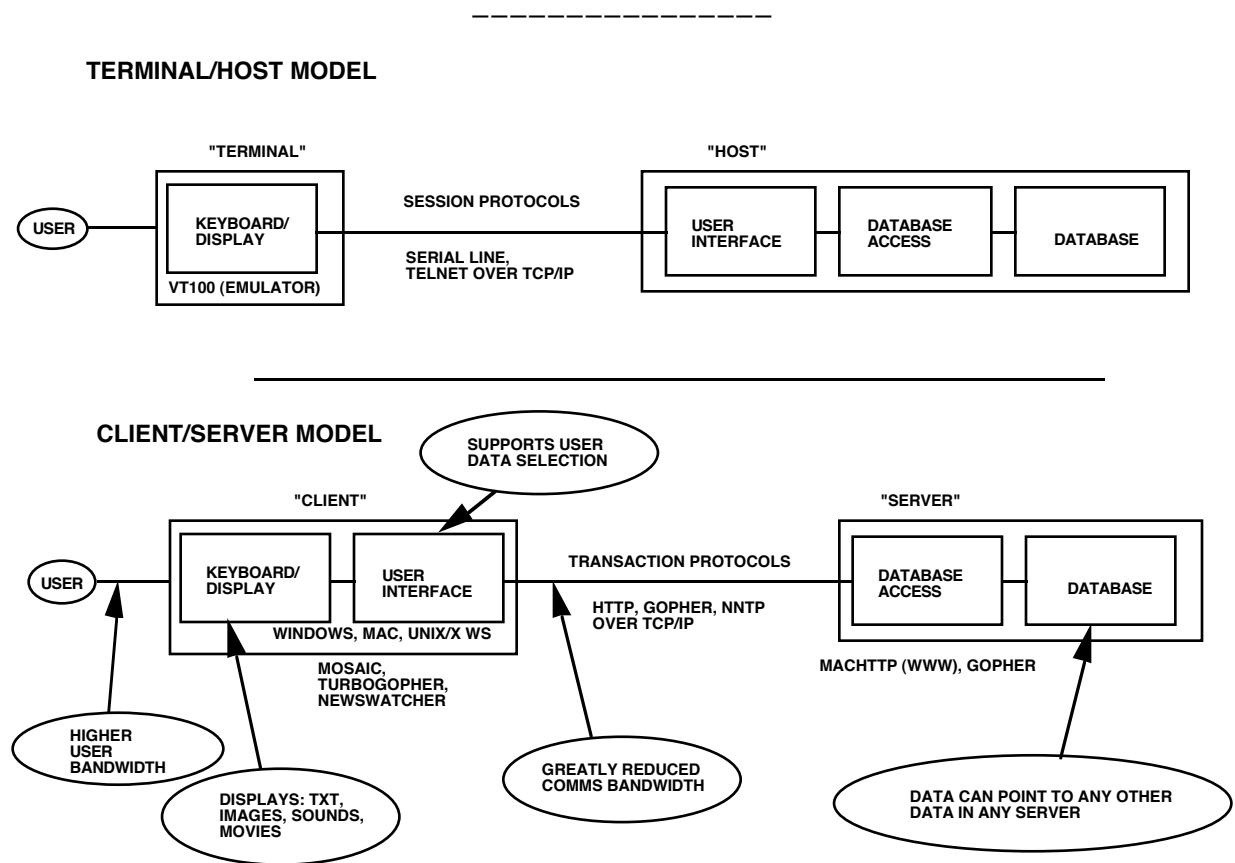 TERMINAL/HOST MODEL
"TERMINAL"
"HOST"
USER
KEYBOARD/
DISPLAY
VT100 (EMULATOR)
SESSION PROTOCOLS
SERIAL LINE,
TELNET OVER TCP/IP
USER
INTERFACE
DATABASE
ACCESS
DATABASE
CLIENT/SERVER MODEL
SUPPORTS USER
DATA SELECTION
"CLIENT"
"SERVER"
USER
KEYBOARD/
DISPLAY
USER
INTERFACE
WINDOWS, MAC, UNIX/X WS
MOSAIC,
TURBOGOPHER,
NEWSWATCHER
TRANSACTION PROTOCOLS
HTTP, GOPHER, NNTP
OVER TCP/IP
DATABASE
ACCESS
DATABASE
MACHTTP (WWW), GOPHER
HIGHER
USER
BANDWIDTH
DISPLAYS: TXT,
IMAGES, SOUNDS,
MOVIES
GREATLY REDUCED
COMMS BANDWIDTH
DATA CAN POINT TO ANY OTHER
DATA IN ANY SERVER